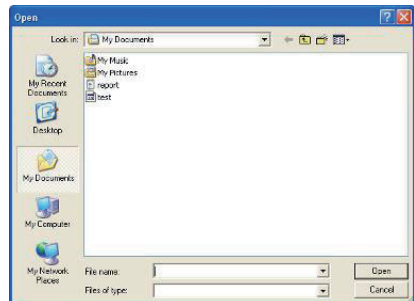 Open
Look in: My Documents
My Recent
Documents
Desktop
My Documents
My Computer
My Network
Places
My Music
My Pictures
report
test
File name:
Files of type:
Open
Cancel